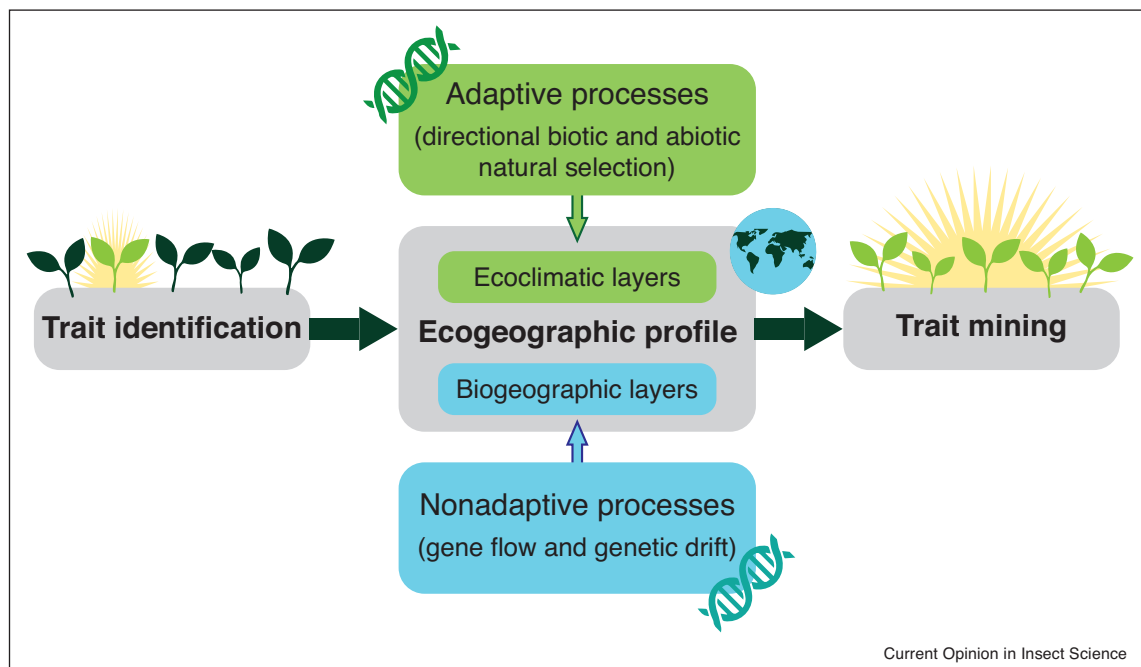 Adaptive processes
(directional biotic and abiotic
natural selection)
Ecoclimatic layers
Trait identification
Ecogeographic profile
Trait mining
Biogeographic layers
Nonadaptive processes
(gene flow and genetic drift)
Current Opinion in Insect Science